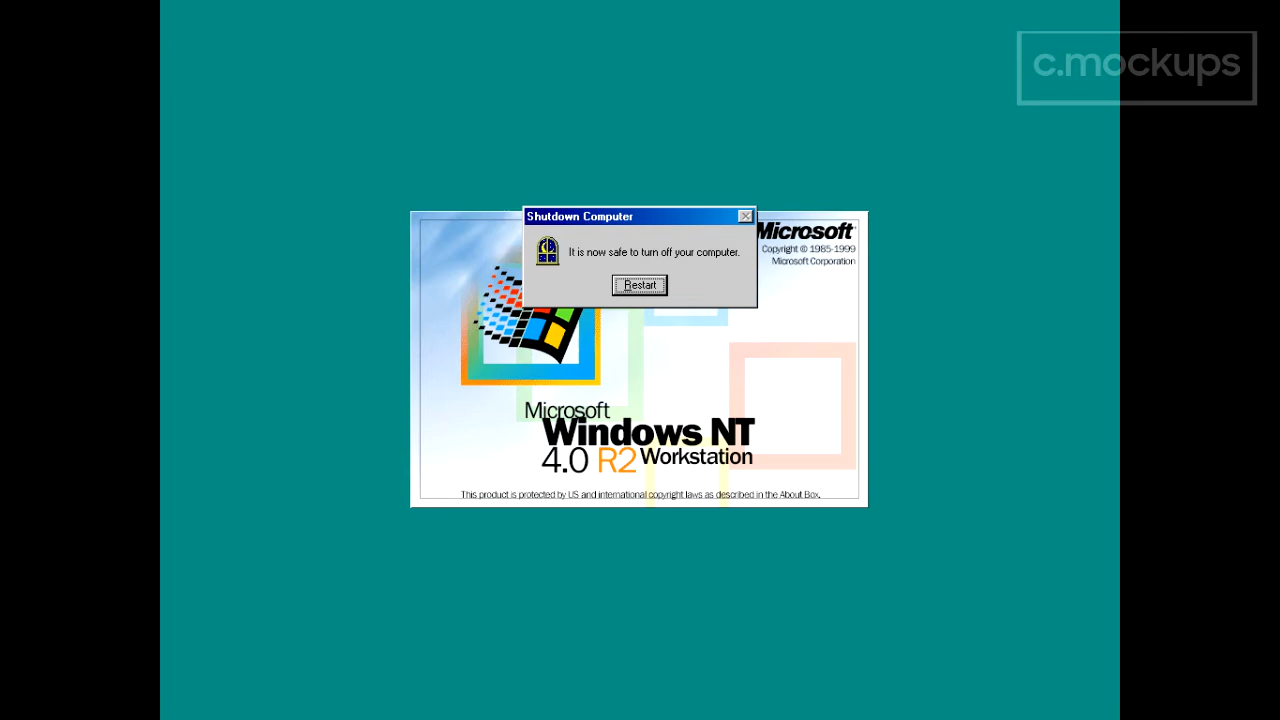 c.mockups
Shutdown Computer
It is now safe to turn off your computer.
Restart
Microsoft
Copyright © 1985-1999
Microsoft Corporation
Microsoft
Windows NT
4.0 R2 Workstation
This product is protected by US and international copyright laws as described in the About Box.